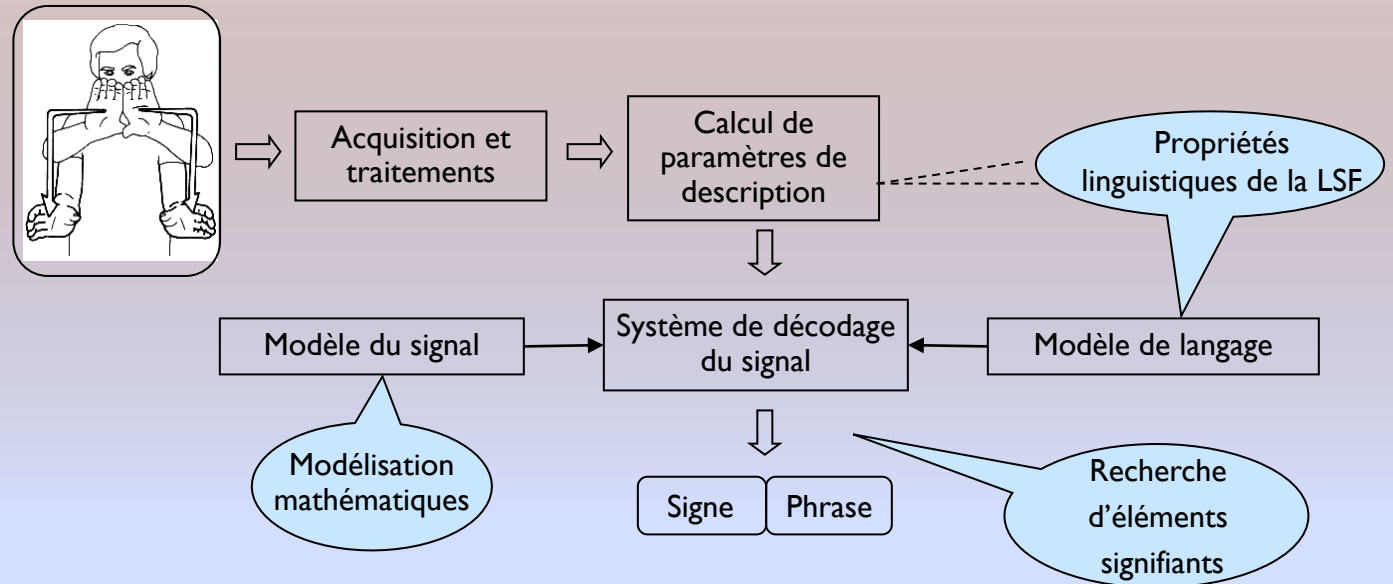 Acquisition et
traitements
Calcul de
paramètres de
description
Propriétés
linguistiques de la LSF
Modèle du signal
Système de décodage
du signal
Modèle de langage
Modélisation
mathématiques
Signe
Phrase
Recherche
d'éléments
signifiants